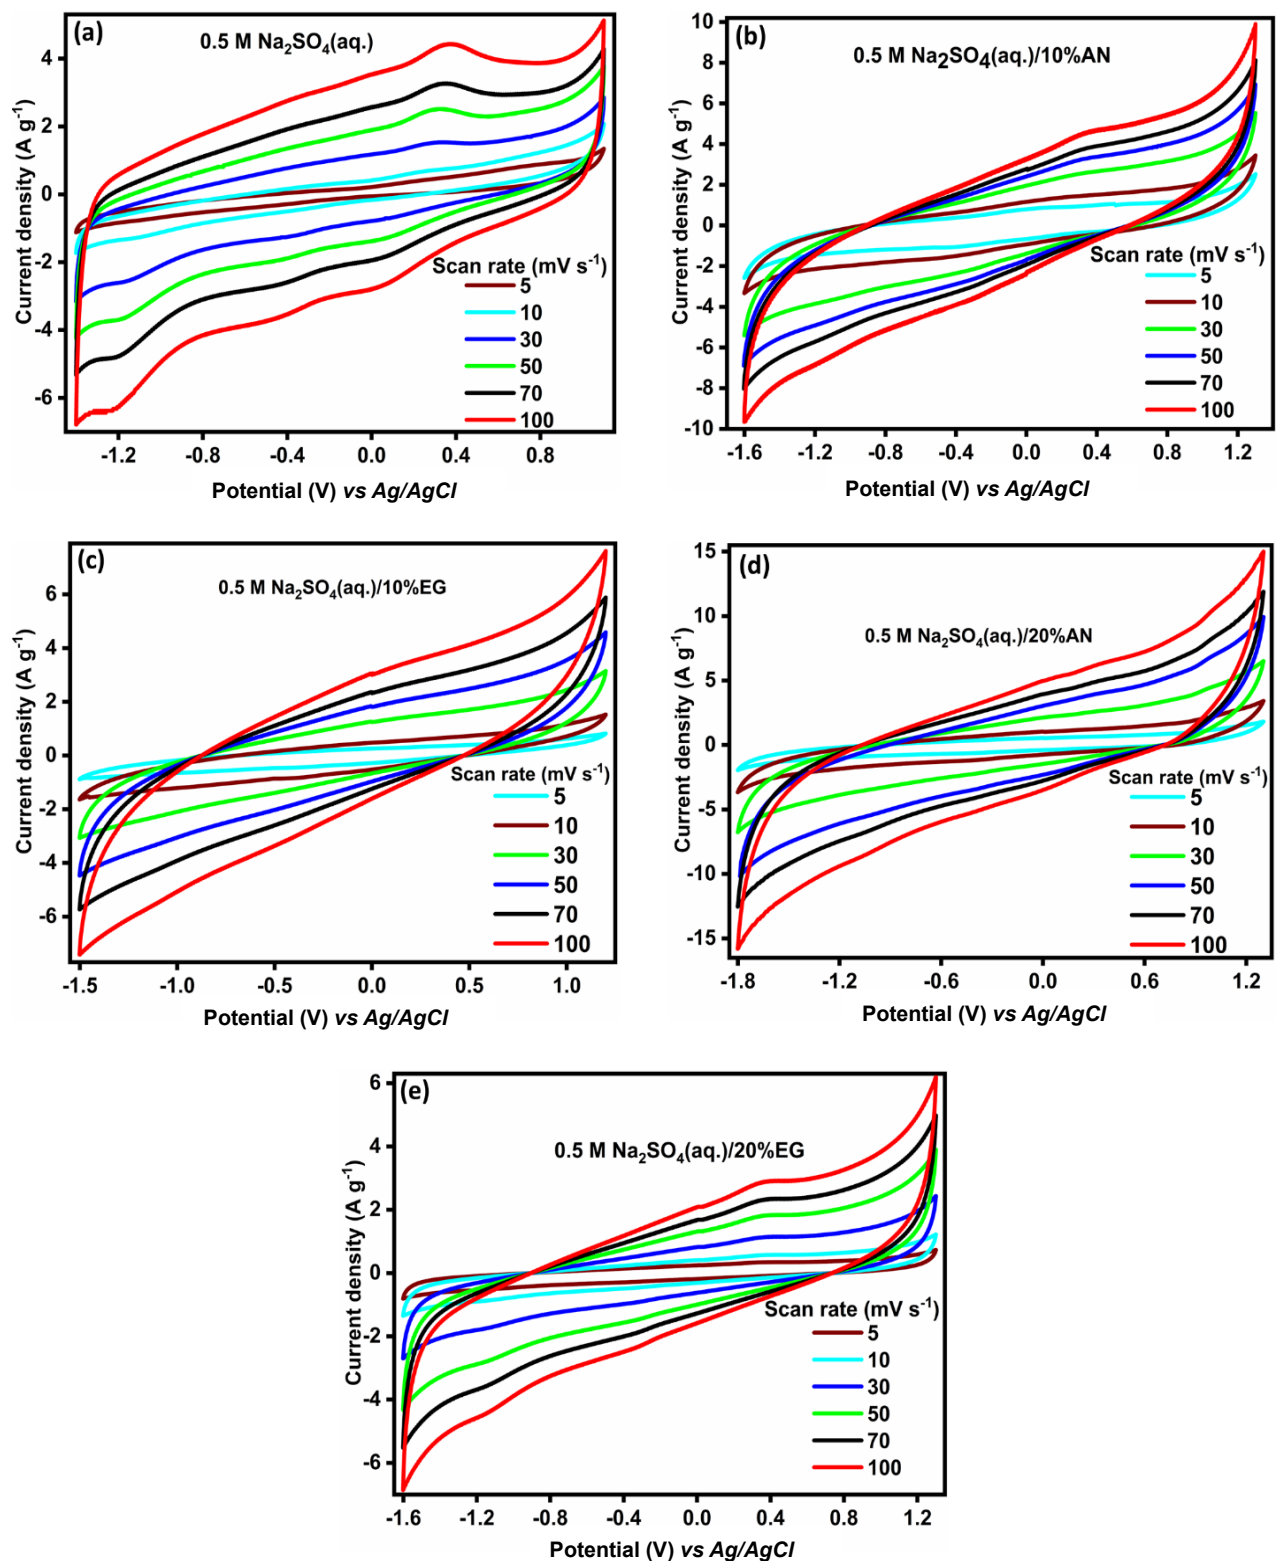 (a)
0.5 M Na₂SO₄(aq.)
Current density (A g⁻¹)
4
2
0
-2
-4
-6
Scan rate (mV s⁻¹)
5
10
30
50
70
100
-1.2 -0.8 -0.4 0.0 0.4 0.8
Potential (V) vs Ag/AgCl
(b)
0.5 M Na₂SO₄(aq.)/10%AN
Current density (A g⁻¹)
10
8
6
4
2
0
-2
-4
-6
-8
-10
Scan rate (mV s⁻¹)
5
10
30
50
70
100
-1.6 -1.2 -0.8 -0.4 0.0 0.4 0.8 1.2
Potential (V) vs Ag/AgCl
(c)
0.5 M Na₂SO₄(aq.)/10%EG
Current density (A g⁻¹)
6
4
2
0
-2
-4
-6
Scan rate (mV s⁻¹)
5
10
30
50
70
100
-1.5 -1.0 -0.5 0.0 0.5 1.0
Potential (V) vs Ag/AgCl
(d)
0.5 M Na₂SO₄(aq.)/20%AN
Current density (A g⁻¹)
15
10
5
0
-5
-10
-15
Scan rate (mV s⁻¹)
5
10
30
50
70
100
-1.8 -1.2 -0.6 0.0 0.6 1.2
Potential (V) vs Ag/AgCl
(e)
0.5 M Na₂SO₄(aq.)/20%EG
Current density (A g⁻¹)
6
4
2
0
-2
-4
-6
Scan rate (mV s⁻¹)
5
10
30
50
70
100
-1.6 -1.2 -0.8 -0.4 0.0 0.4 0.8 1.2
Potential (V) vs Ag/AgCl